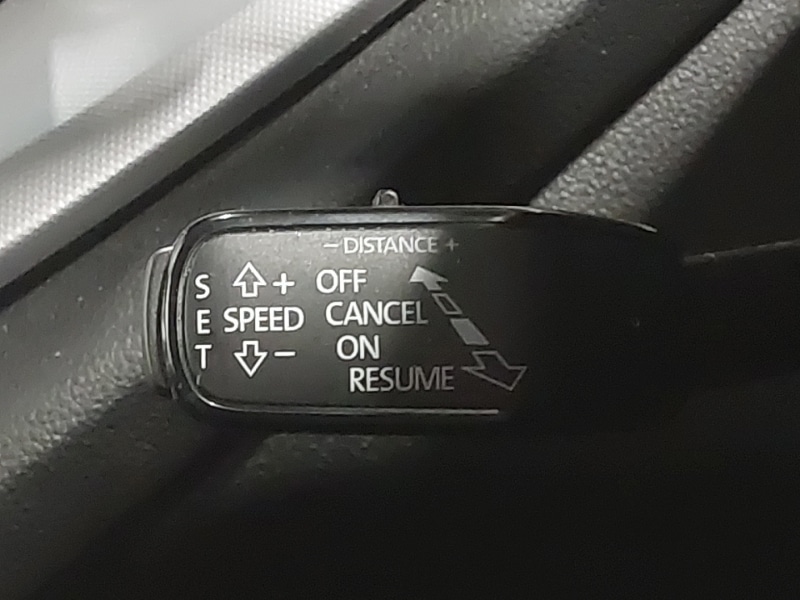 − DISTANCE +
S + OFF
E SPEED CANCEL
T − ON
RESUME